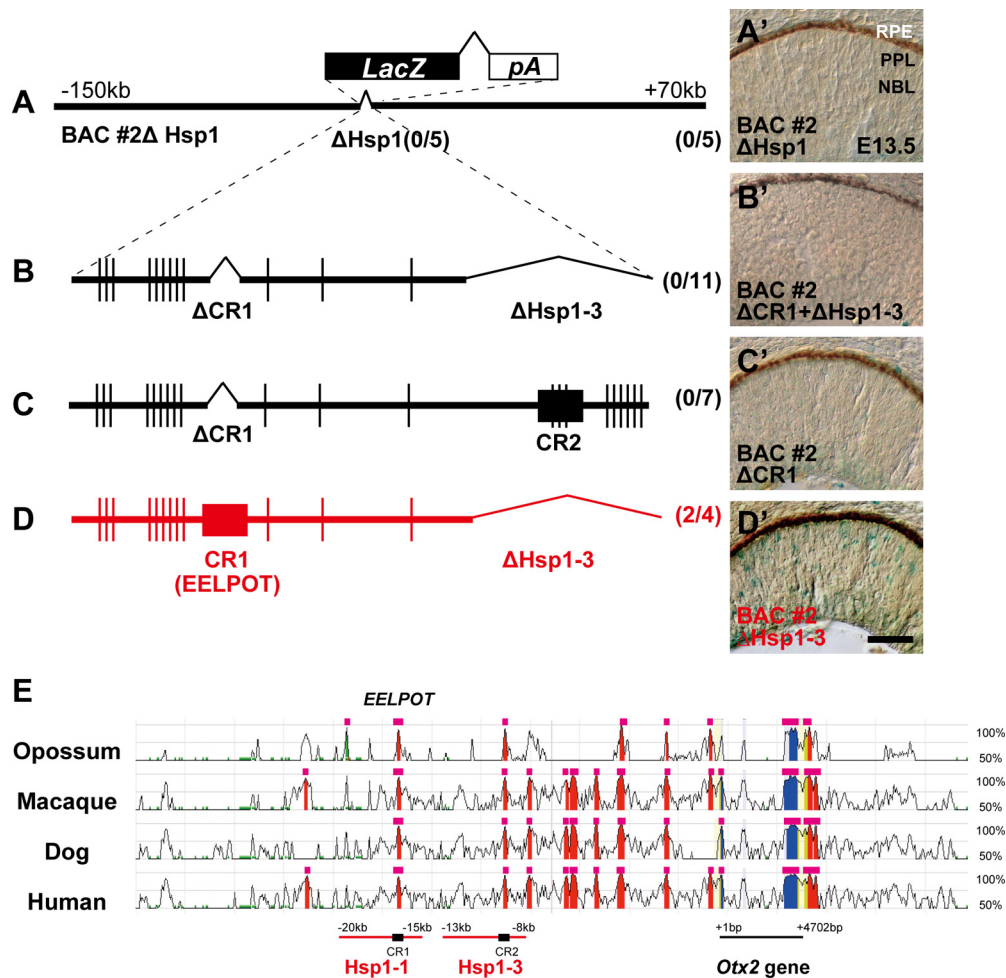 A
LacZ
pA
-150kb
+70kb
BAC #2Δ Hsp1
ΔHsp1(0/5)
(0/5)
A’
RPE
PPL
NBL
BAC #2
ΔHsp1
E13.5
B
ΔCR1
ΔHsp1-3
(0/11)
B’
BAC #2
ΔCR1+ΔHsp1-3
C
ΔCR1
CR2
(0/7)
C’
BAC #2
ΔCR1
D
CR1
(EELPOT)
ΔHsp1-3
(2/4)
D’
BAC #2
ΔHsp1-3
E
EELPOT
Opossum
100%
50%
Macaque
100%
50%
Dog
100%
50%
Human
100%
50%
-20kb
-15kb
-13kb
-8kb
+1bp
+4702bp
CR1
CR2
Hsp1-1
Hsp1-3
Otx2 gene